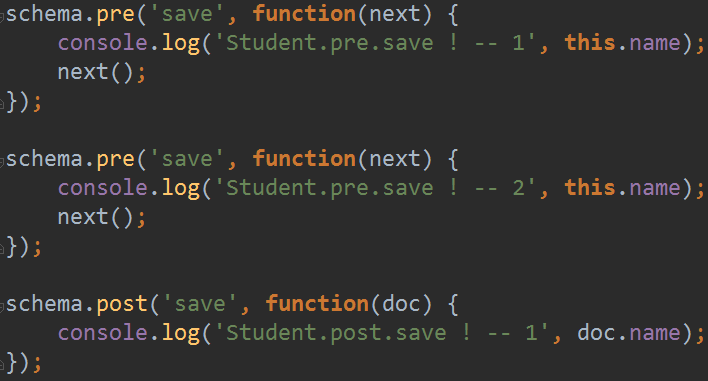 schema.pre('save', function(next) {
    console.log('Student.pre.save ! -- 1', this.name);
    next();
});

schema.pre('save', function(next) {
    console.log('Student.pre.save ! -- 2', this.name);
    next();
});

schema.post('save', function(doc) {
    console.log('Student.post.save ! -- 1', doc.name);
});